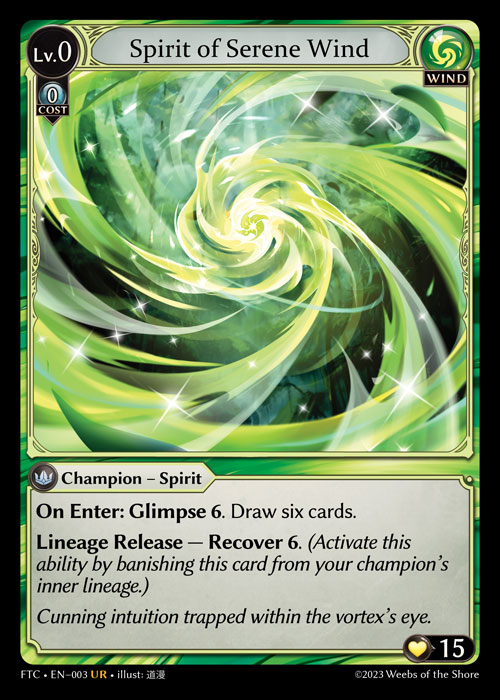 Lv.0
Spirit of Serene Wind
WIND
0
COST
Champion – Spirit
On Enter: Glimpse 6. Draw six cards.
Lineage Release — Recover 6. (Activate this
ability by banishing this card from your champion's
inner lineage.)
Cunning intuition trapped within the vortex's eye.
15
FTC • EN–003 UR • illust: 道漫
©2023 Weebs of the Shore